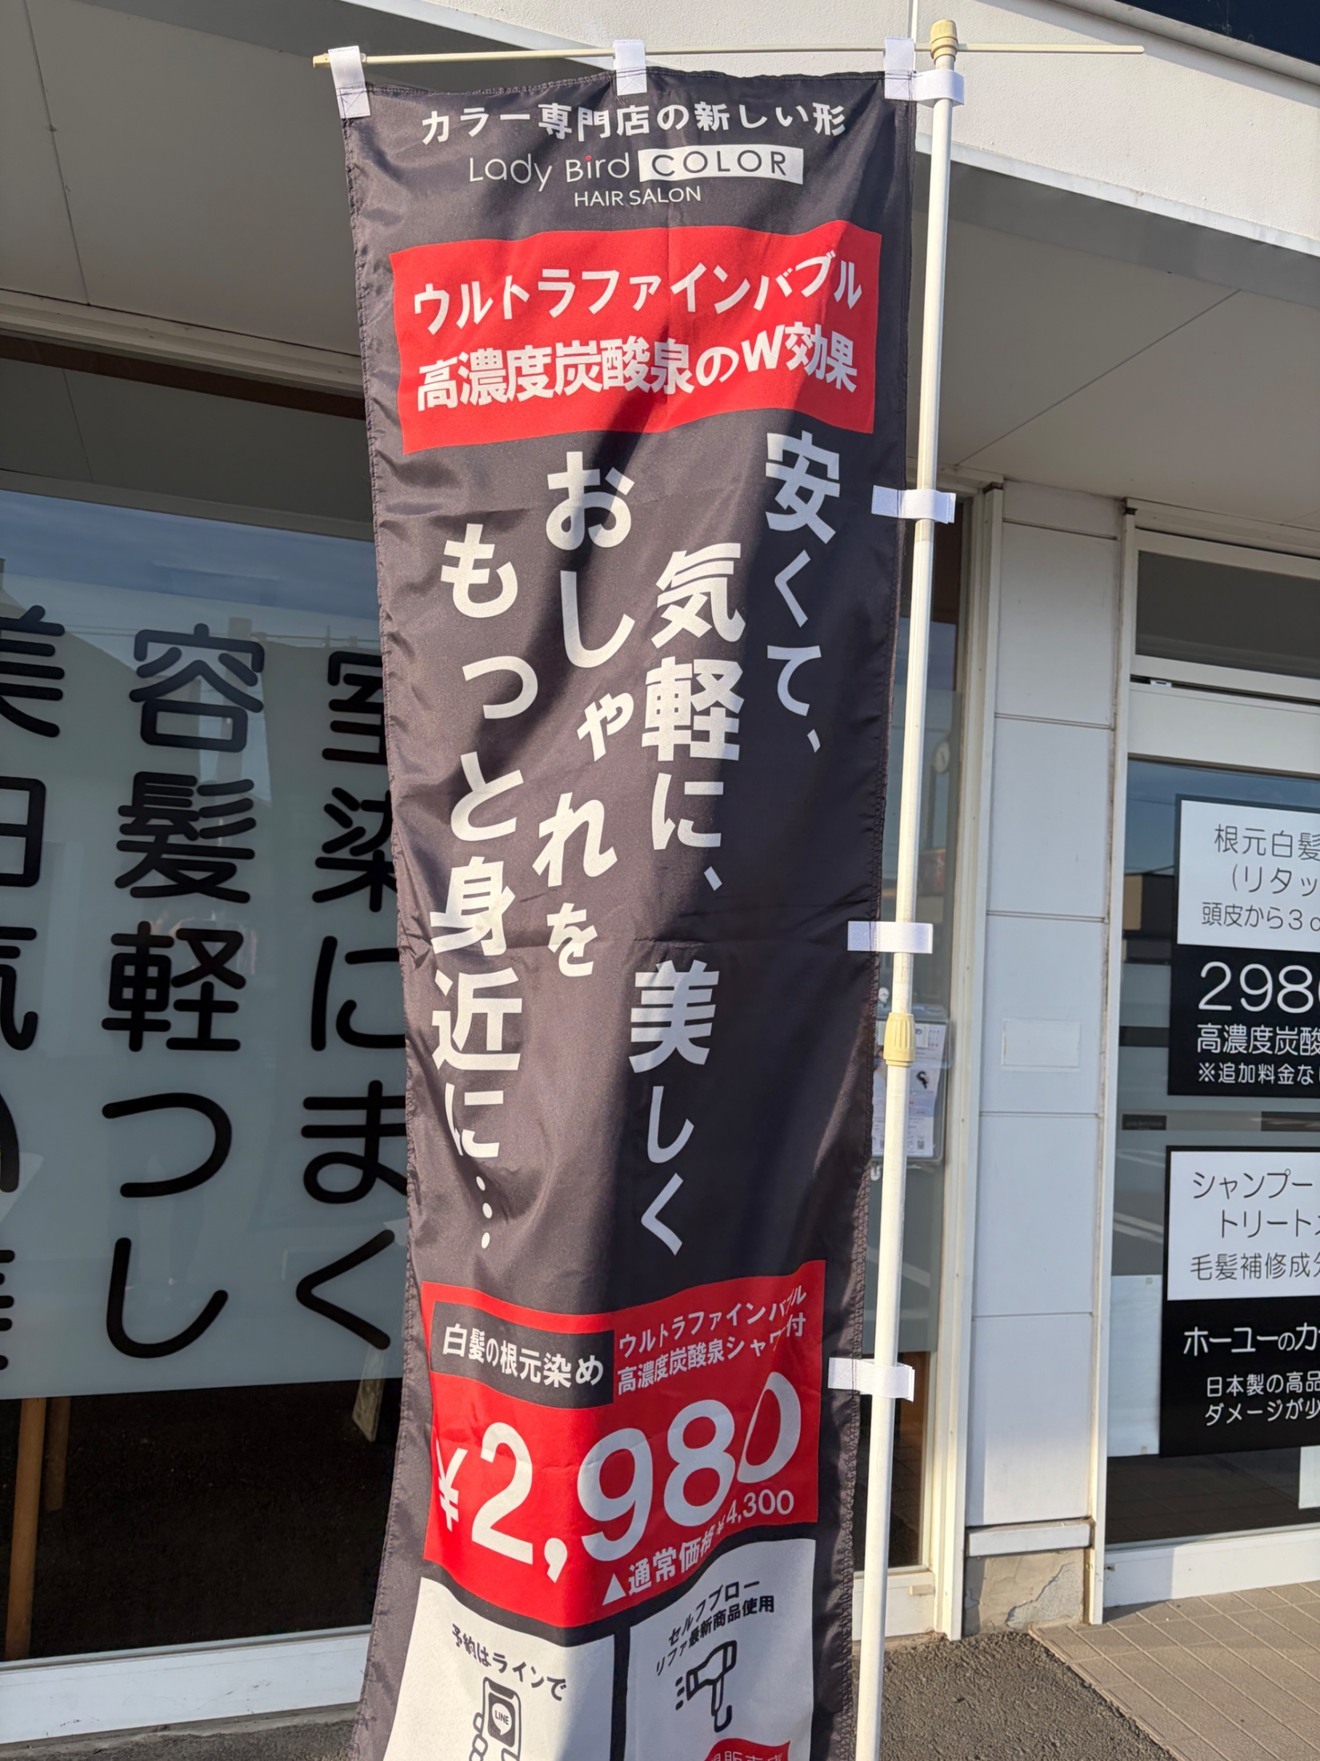 カラー専門店の新しい形
Lady Bird COLOR
HAIR SALON
ウルトラファインバブル
高濃度炭酸泉のW効果
安くて、
気軽に、美しく
おしゃれを
もっと身近に…
白髪の根元染め
ウルトラファインバブル
高濃度炭酸泉シャワー付
¥2,980
▲通常価格¥4,300
予約はラインで
LINE
セルフブロー
リファ最新商品使用
室染にまく
容髪軽つし
美
気
根元白髪
(リタッ
頭皮から3c
298
高濃度炭酸
※追加料金な
シャンプー
トリート
毛髪補修成分
ホーユーのカ
日本製の高品
ダメージが少